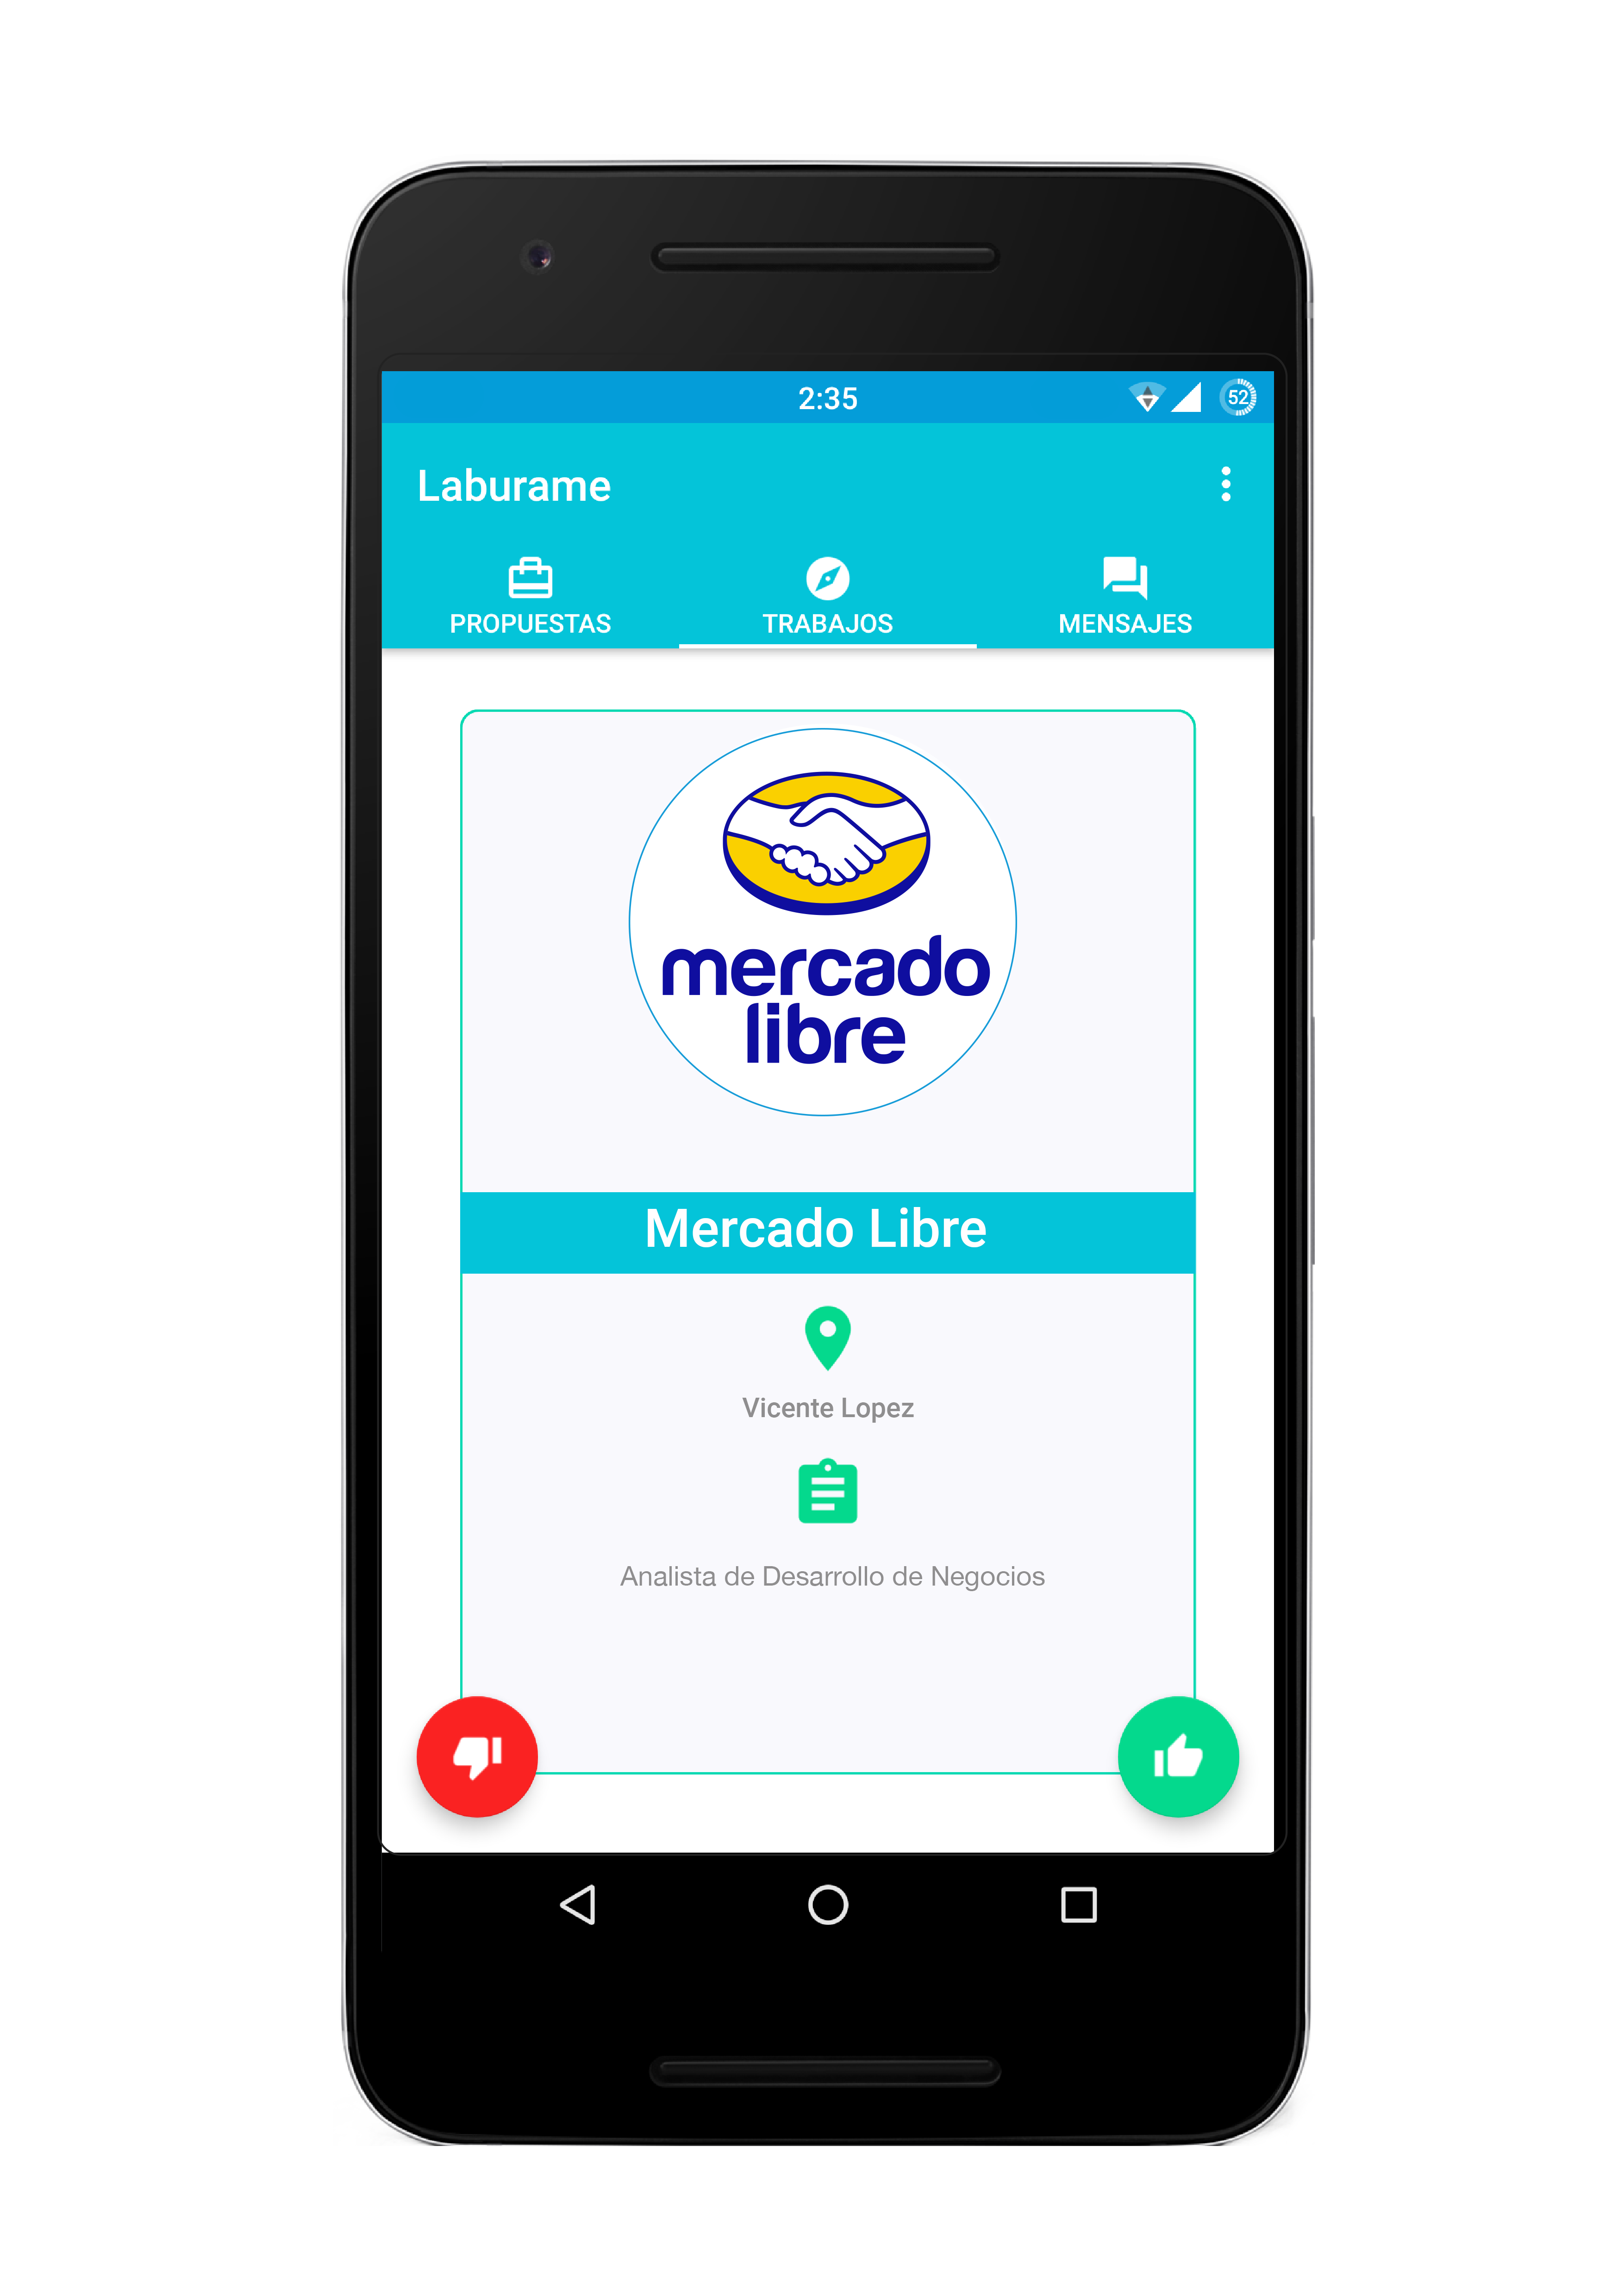 2:35
52
Laburame
PROPUESTAS
TRABAJOS
MENSAJES
mercado
libre
Mercado Libre
Vicente Lopez
Analista de Desarrollo de Negocios